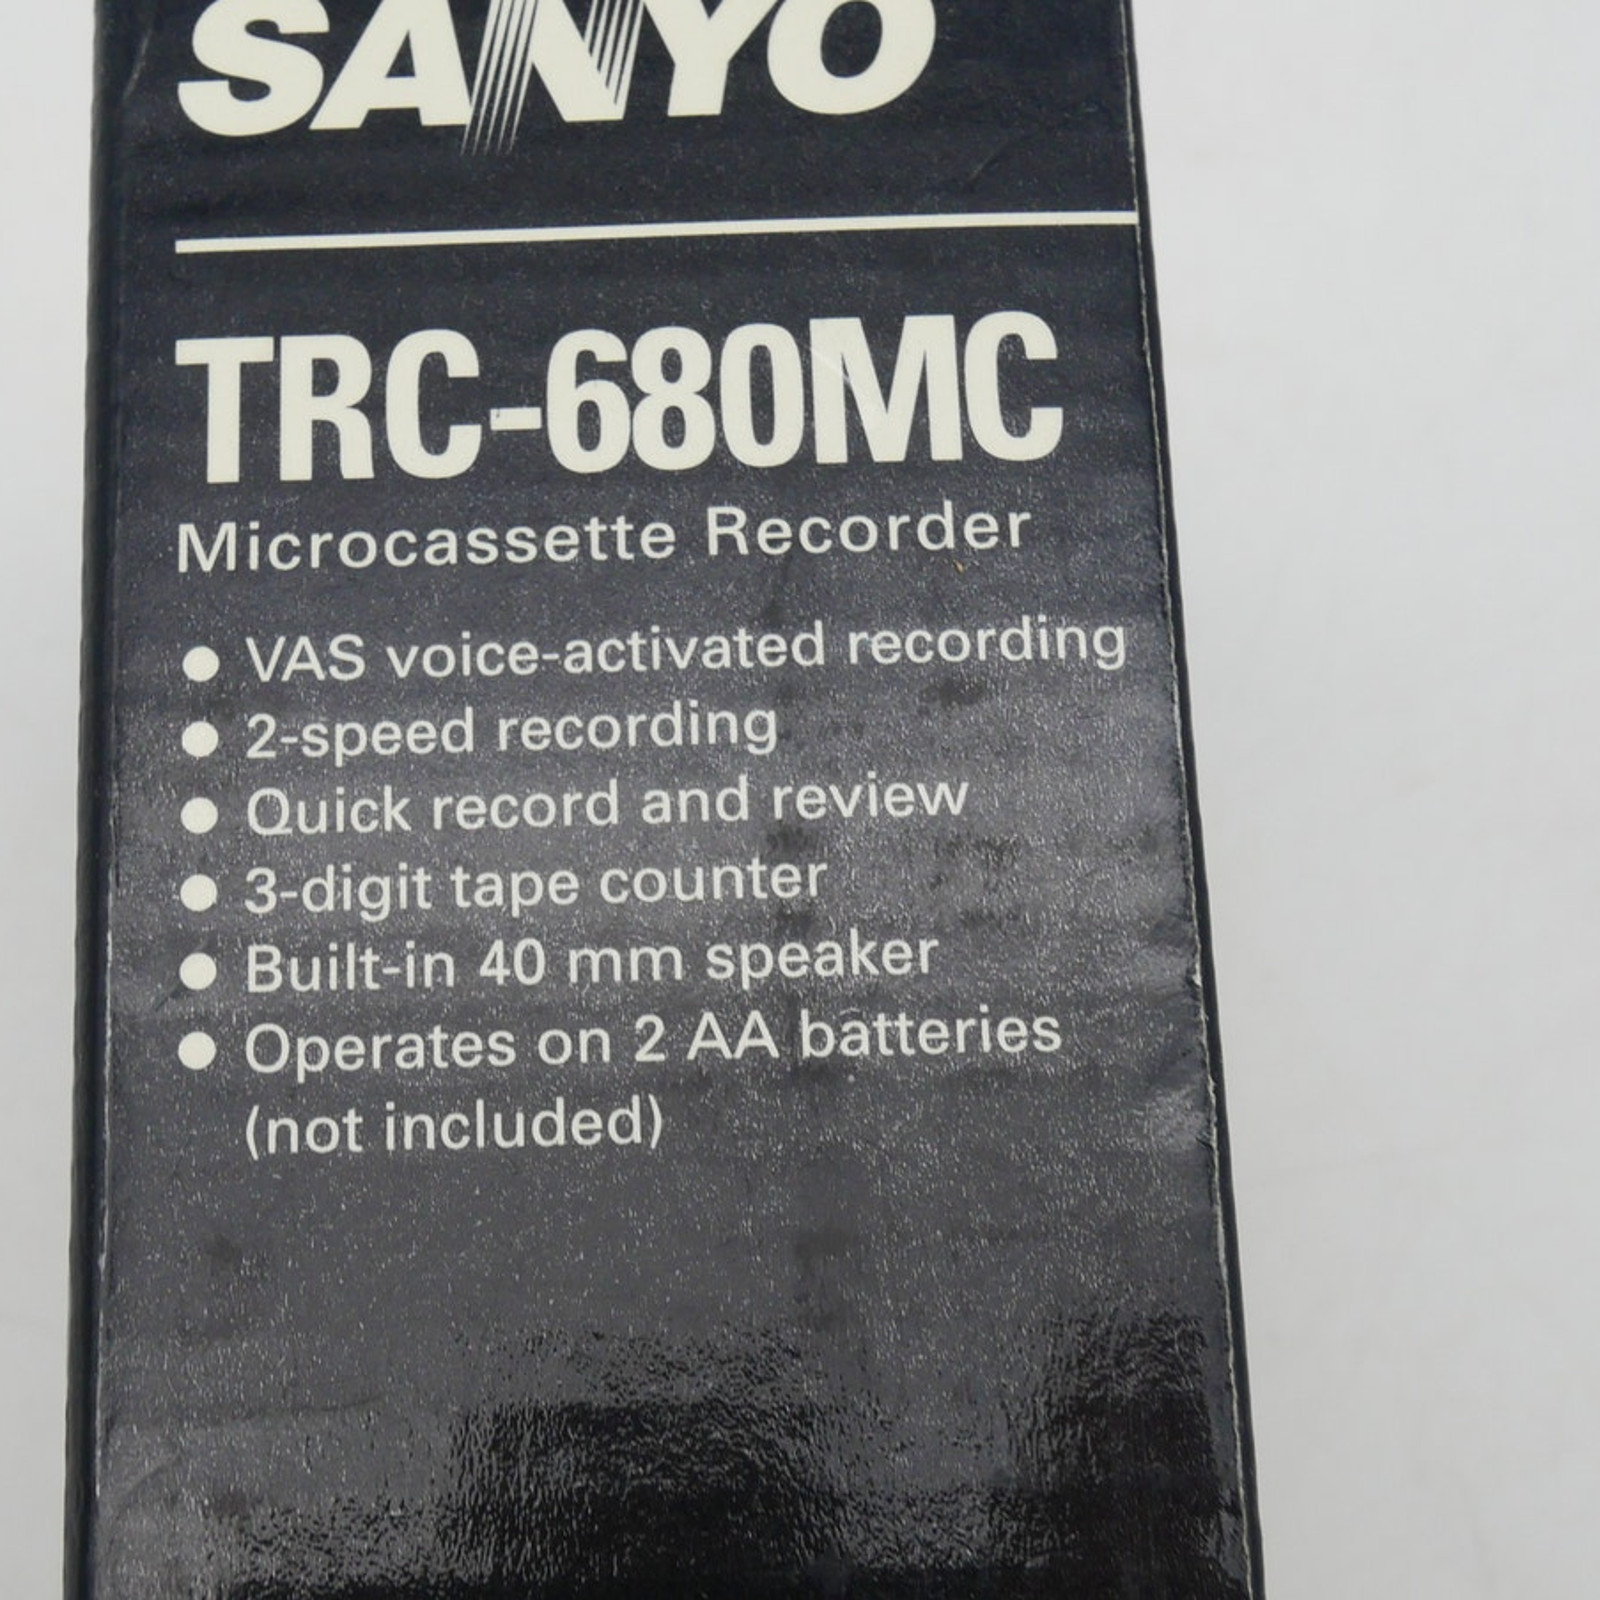 SANYO
TRC-680MC
Microcassette Recorder
● VAS voice-activated recording
● 2-speed recording
● Quick record and review
● 3-digit tape counter
● Built-in 40 mm speaker
● Operates on 2 AA batteries
(not included)